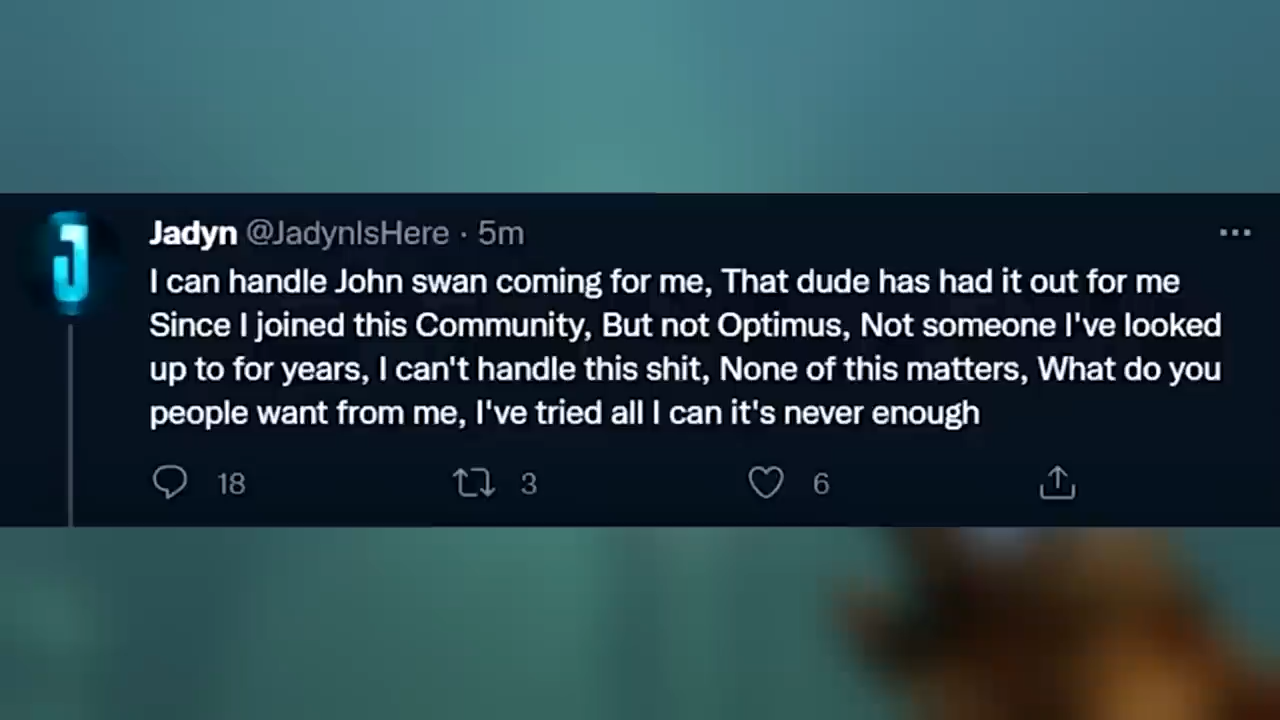 J
Jadyn @JadynIsHere · 5m
I can handle John swan coming for me, That dude has had it out for me
Since I joined this Community, But not Optimus, Not someone I've looked
up to for years, I can't handle this shit, None of this matters, What do you
people want from me, I've tried all I can it's never enough
18 3 6